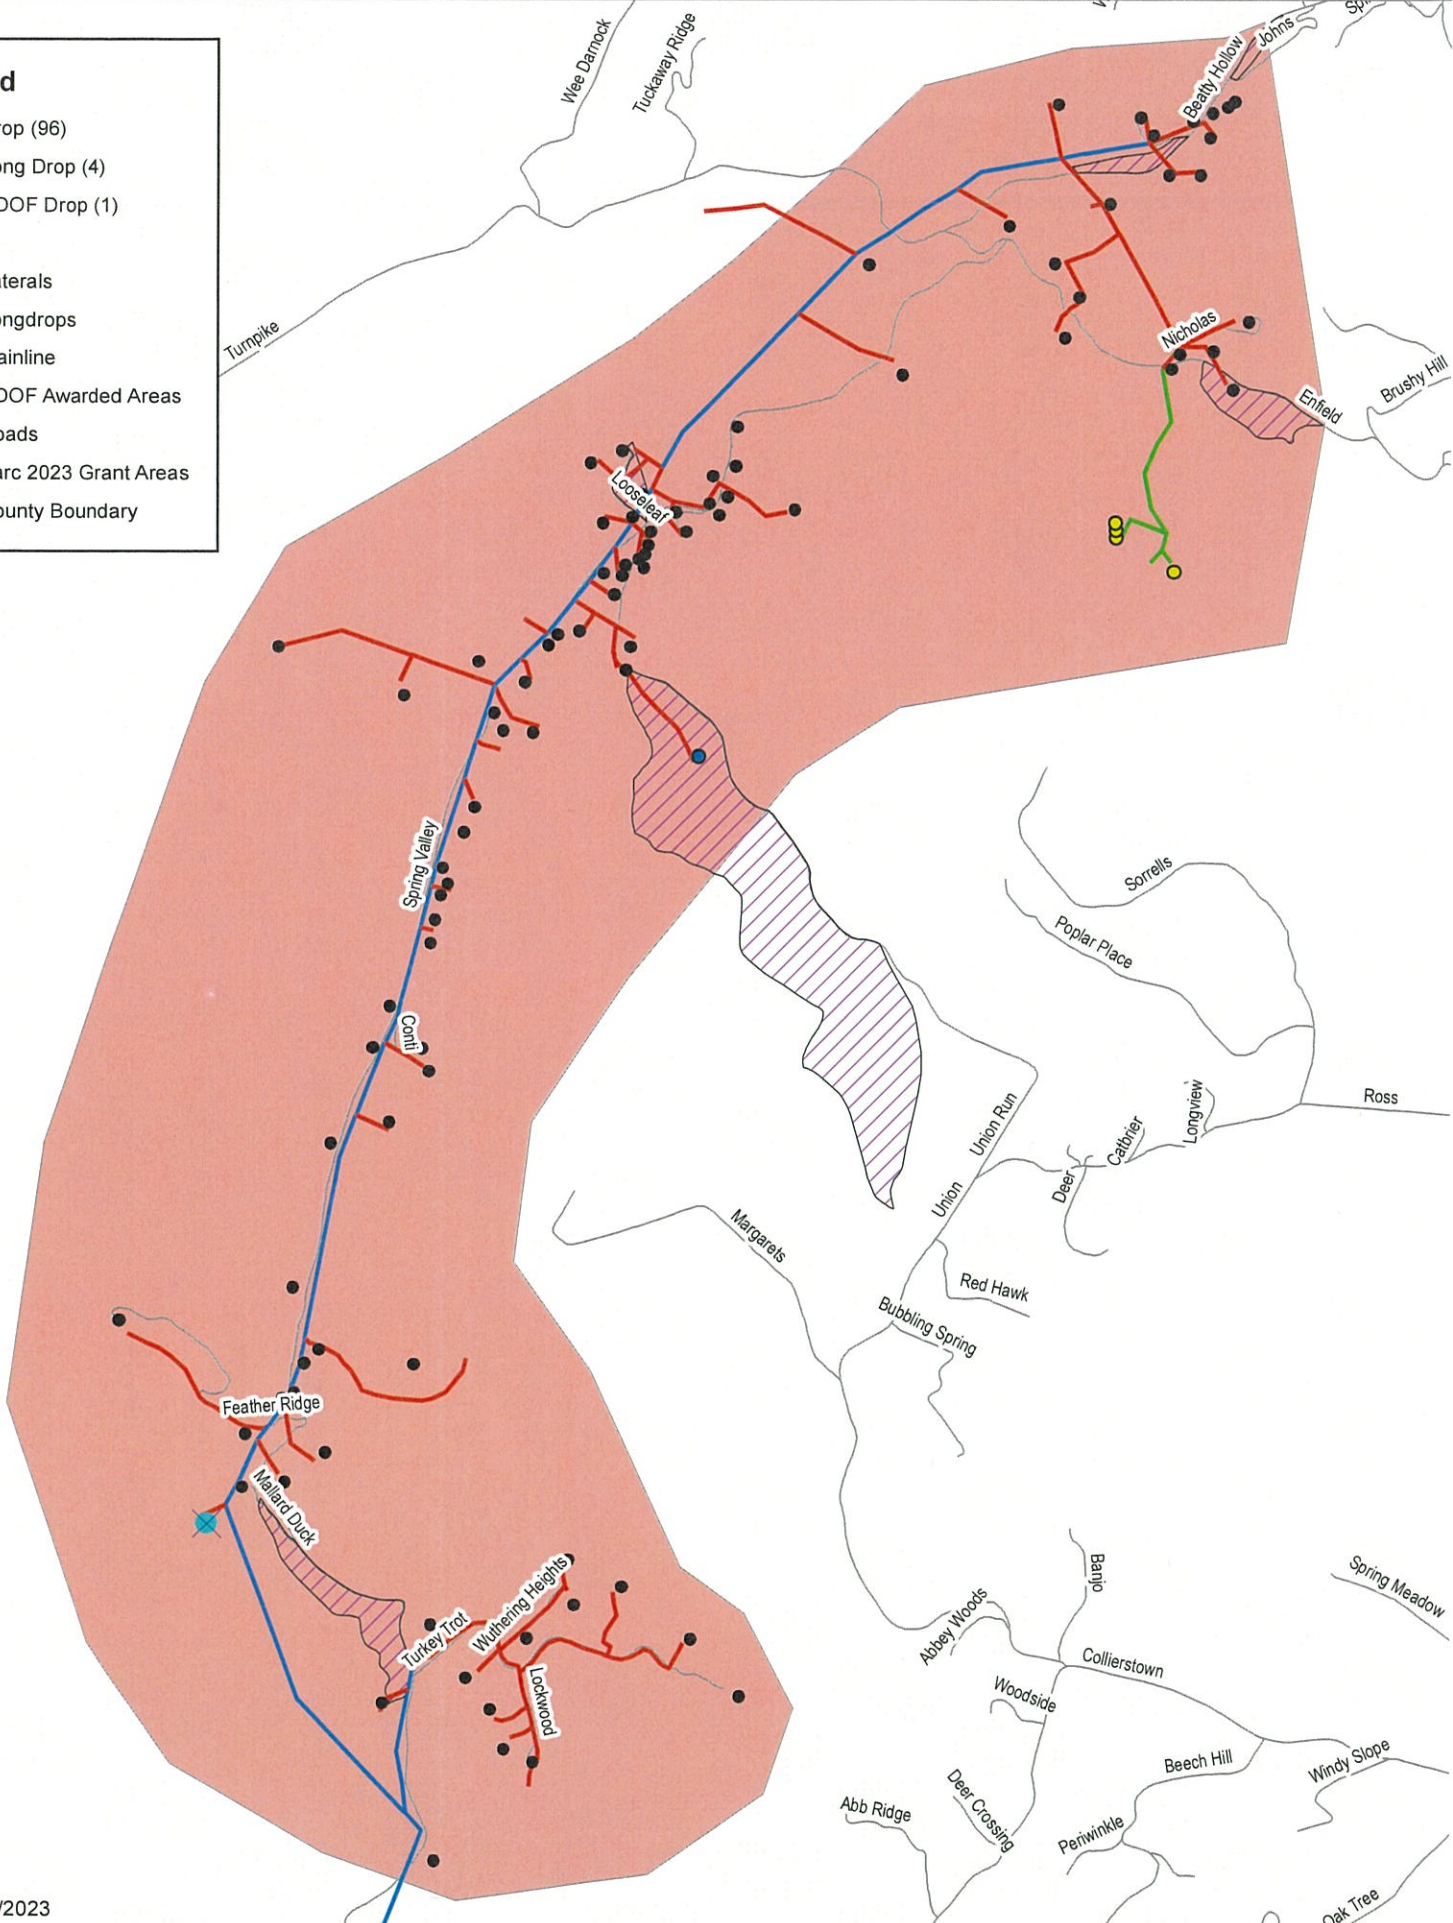 d
rop (96)
ong Drop (4)
DOF Drop (1)
aterals
ongdrops
ainline
DOF Awarded Areas
oads
arc 2023 Grant Areas
ounty Boundary
Wee Darnock
Tuckaway Ridge
Beatty Hollow
Johns
Turnpike
Nicholas
Enfield
Brushy Hill
Looseleaf
Spring Valley
Sorrells
Poplar Place
Conti
Ross
Longview
Catbrier
Union Run
Deer
Union
Margarets
Red Hawk
Bubbling Spring
Feather Ridge
Mallard Duck
Wuthering Heights
Turkey Trot
Lockwood
Banjo
Spring Meadow
Abbey Woods
Collierstown
Woodside
Beech Hill
Windy Slope
Deer Crossing
Abb Ridge
Periwinkle
Oak Tree
/2023